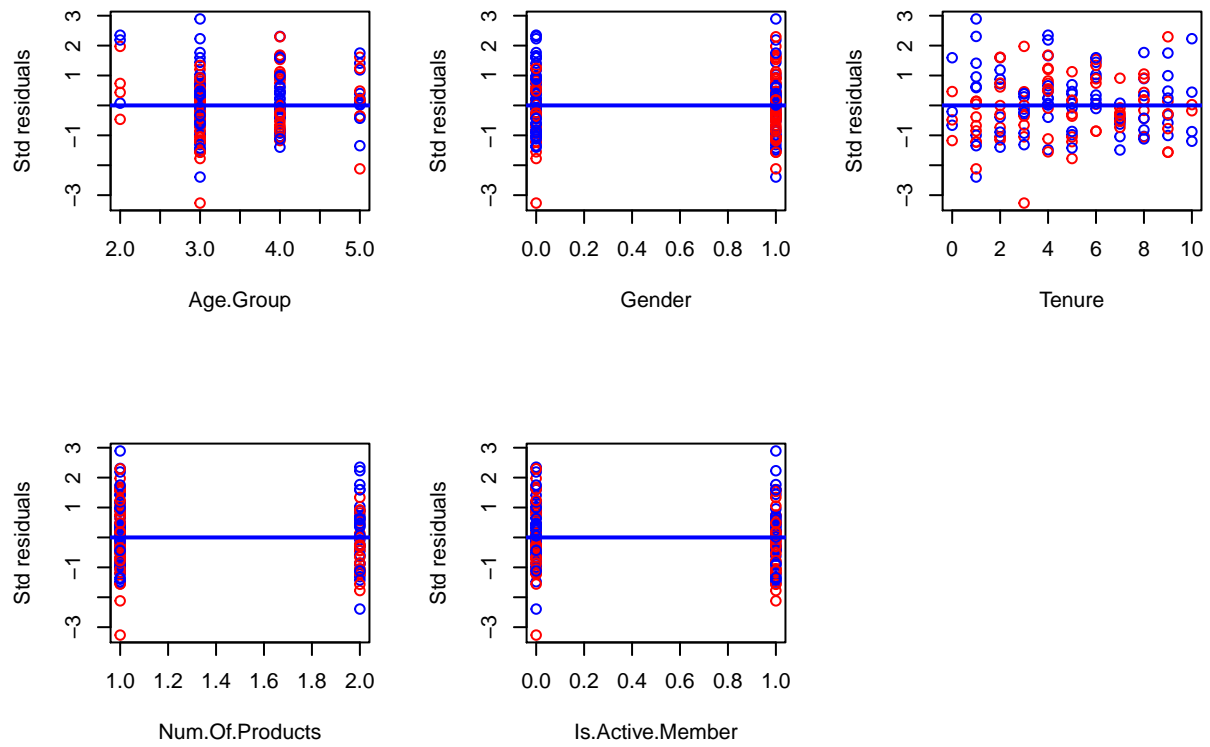 Std residuals
3
2
1
−1
−3
2.0 3.0 4.0 5.0
Age.Group
Std residuals
3
2
1
−1
−3
0.0 0.2 0.4 0.6 0.8 1.0
Gender
Std residuals
3
2
1
−1
−3
0 2 4 6 8 10
Tenure
Std residuals
3
2
1
−1
−3
1.0 1.2 1.4 1.6 1.8 2.0
Num.Of.Products
Std residuals
3
2
1
−1
−3
0.0 0.2 0.4 0.6 0.8 1.0
Is.Active.Member